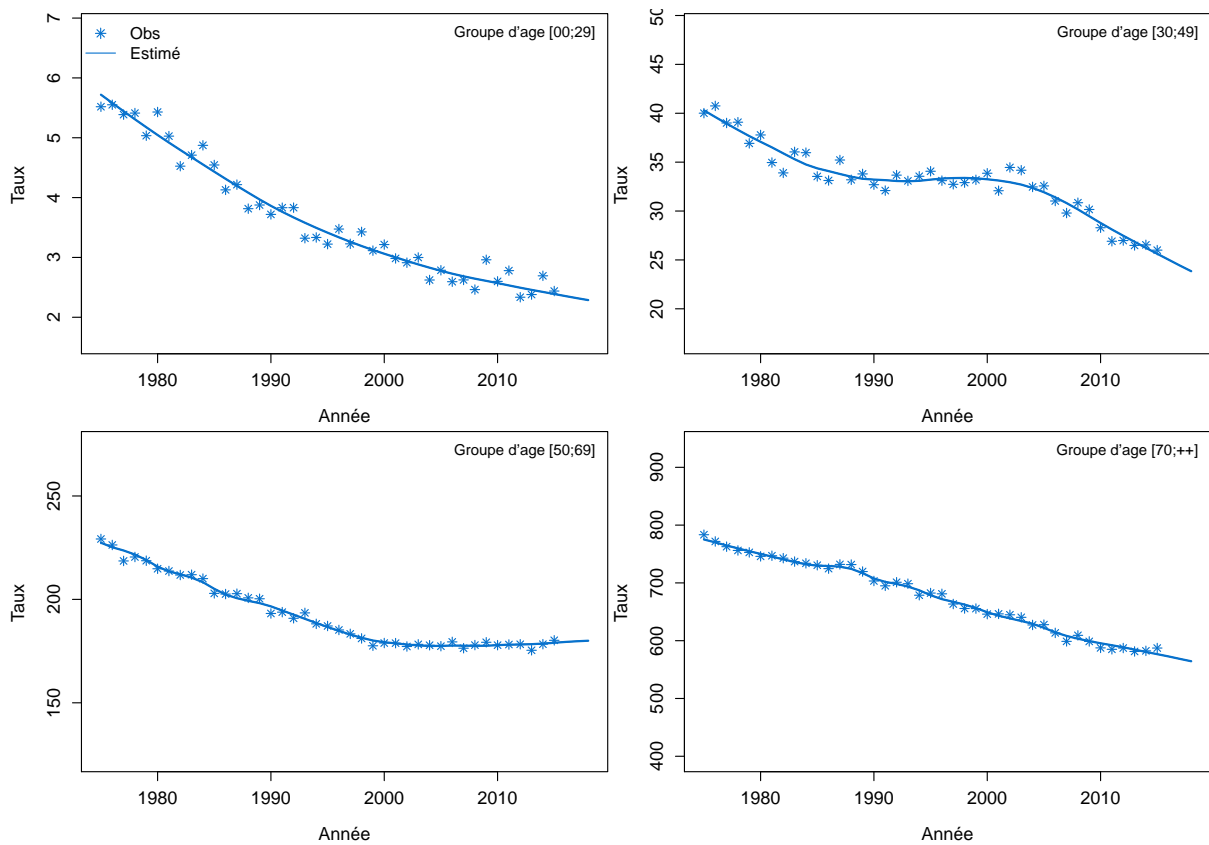 Obs
Estimé
Groupe d'age [00;29]
Taux
7
6
5
4
3
2
1980 1990 2000 2010
Année
Groupe d'age [30;49]
Taux
50
45
40
35
30
25
20
1980 1990 2000 2010
Année
Groupe d'age [50;69]
Taux
250
200
150
1980 1990 2000 2010
Année
Groupe d'age [70;++]
Taux
900
800
700
600
500
400
1980 1990 2000 2010
Année